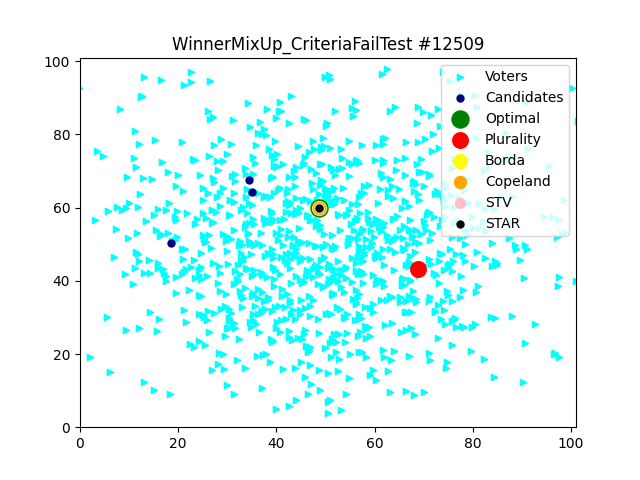 WinnerMixUp_CriteriaFailTest #12509
Voters
Candidates
Optimal
Plurality
Borda
Copeland
STV
STAR
100
80
60
40
20
0
0 20 40 60 80 100